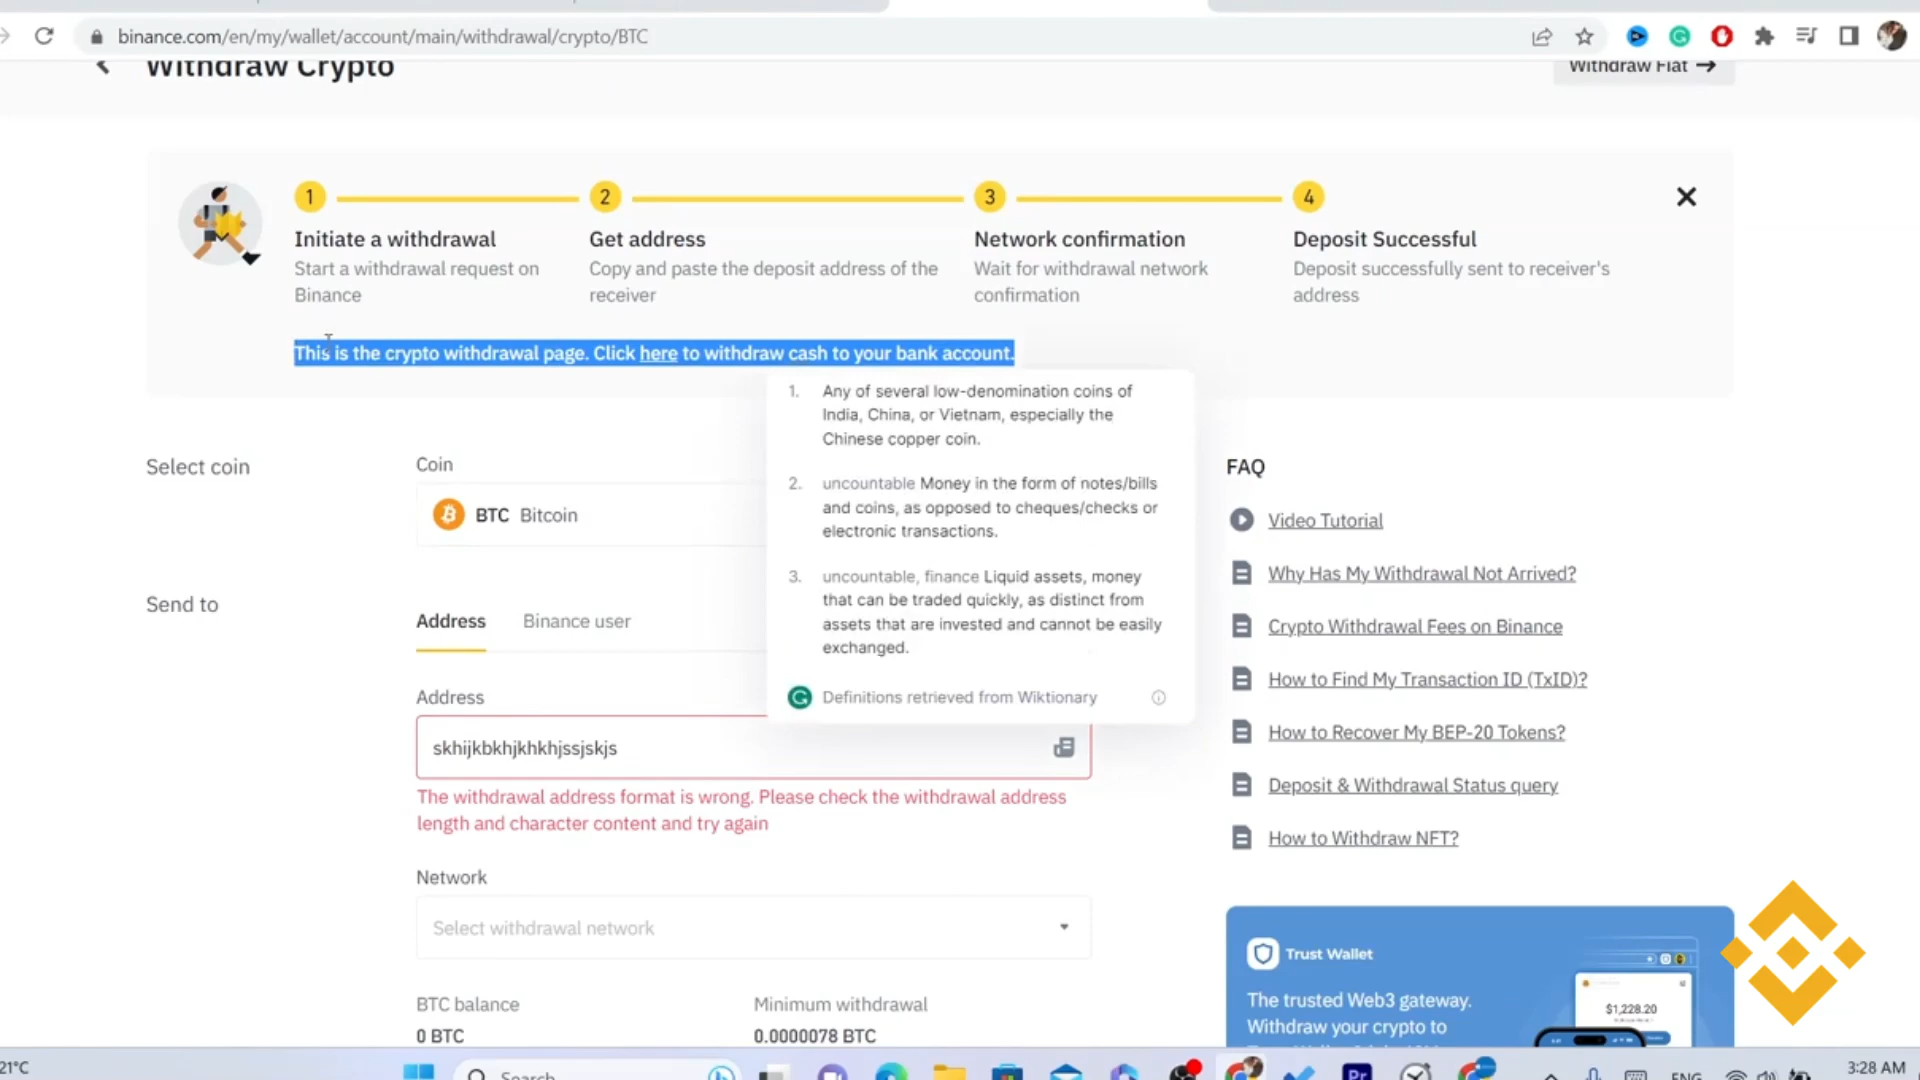 binance.com/en/my/wallet/account/main/withdrawal/crypto/BTC
Withdraw Crypto
Withdraw Fiat →
1
2
3
4
Initiate a withdrawal
Start a withdrawal request on
Binance
Get address
Copy and paste the deposit address of the
receiver
Network confirmation
Wait for withdrawal network
confirmation
Deposit Successful
Deposit successfully sent to receiver's
address
This is the crypto withdrawal page. Click here to withdraw cash to your bank account.
1. Any of several low-denomination coins of
India, China, or Vietnam, especially the
Chinese copper coin.
2. uncountable Money in the form of notes/bills
and coins, as opposed to cheques/checks or
electronic transactions.
3. uncountable, finance Liquid assets, money
that can be traded quickly, as distinct from
assets that are invested and cannot be easily
exchanged.
Definitions retrieved from Wiktionary
Select coin
Coin
BTC Bitcoin
Send to
Address
Binance user
Address
skhijkbkhjkhkhjssjskjs
The withdrawal address format is wrong. Please check the withdrawal address
length and character content and try again
Network
Select withdrawal network
BTC balance
0 BTC
Minimum withdrawal
0.0000078 BTC
FAQ
Video Tutorial
Why Has My Withdrawal Not Arrived?
Crypto Withdrawal Fees on Binance
How to Find My Transaction ID (TxID)?
How to Recover My BEP-20 Tokens?
Deposit & Withdrawal Status query
How to Withdraw NFT?
Trust Wallet
The trusted Web3 gateway.
Withdraw your crypto to
$1,228.20
21°C
Search
Pr
ENG
3:28 AM